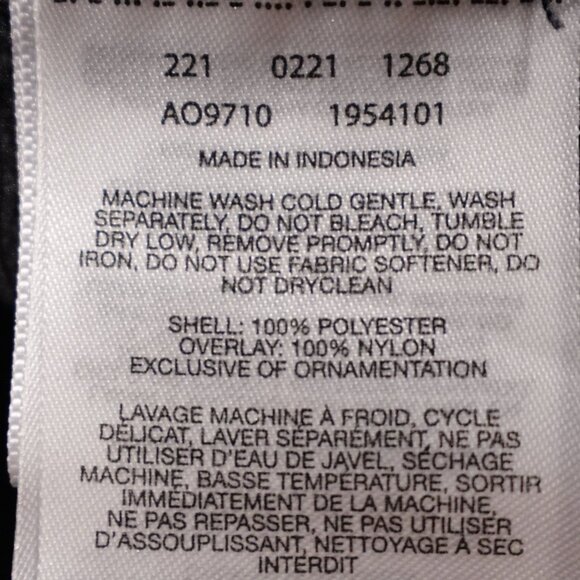 221 0221 1268
AO9710 1954101
MADE IN INDONESIA
MACHINE WASH COLD GENTLE, WASH
SEPARATELY, DO NOT BLEACH, TUMBLE
DRY LOW, REMOVE PROMPTLY, DO NOT
IRON, DO NOT USE FABRIC SOFTENER, DO
NOT DRYCLEAN
SHELL: 100% POLYESTER
OVERLAY: 100% NYLON
EXCLUSIVE OF ORNAMENTATION
LAVAGE MACHINE À FROID, CYCLE
DÉLICAT, LAVER SÉPARÉMENT, NE PAS
UTILISER D'EAU DE JAVEL, SÉCHAGE
MACHINE, BASSE TEMPÉRATURE, SORTIR
IMMÉDIATEMENT DE LA MACHINE,
NE PAS REPASSER, NE PAS UTILISER
D'ASSOUPLISSANT, NETTOYAGE À SEC
INTERDIT